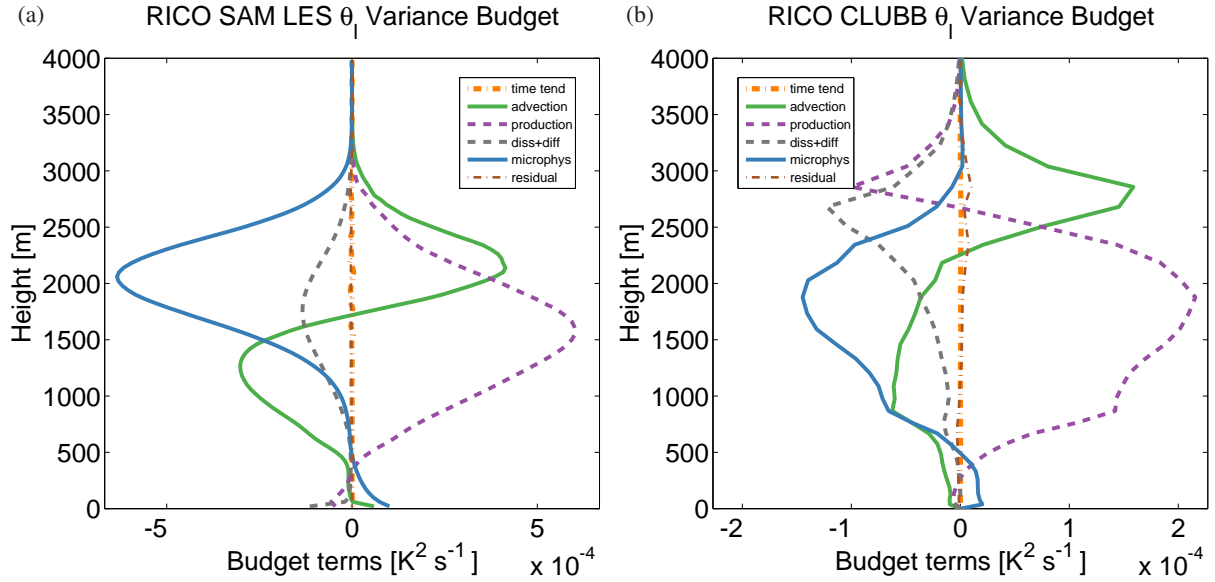 (a)
RICO SAM LES θl Variance Budget
4000
3500
3000
2500
2000
1500
1000
500
0
Height [m]
time tend
advection
production
diss+diff
microphys
residual
-5
0
5
x 10^-4
Budget terms [K^2 s^-1]
(b)
RICO CLUBB θl Variance Budget
4000
3500
3000
2500
2000
1500
1000
500
0
Height [m]
time tend
advection
production
diss+diff
microphys
residual
-2
-1
0
1
2
x 10^-4
Budget terms [K^2 s^-1]